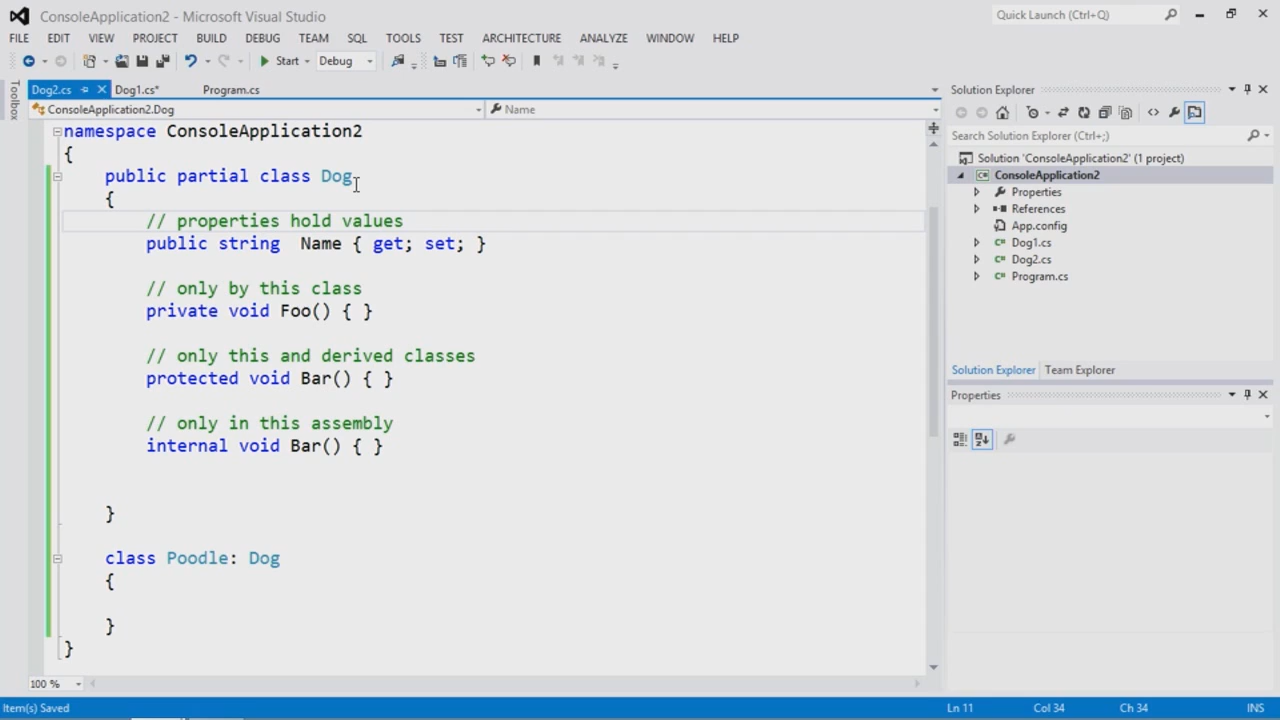 ConsoleApplication2 - Microsoft Visual Studio
Quick Launch (Ctrl+Q)
FILE EDIT VIEW PROJECT BUILD DEBUG TEAM SQL TOOLS TEST ARCHITECTURE ANALYZE WINDOW HELP
Start Debug
Toolbox
Dog2.cs Dog1.cs* Program.cs
ConsoleApplication2.Dog Name
namespace ConsoleApplication2
{
public partial class Dog
{
// properties hold values
public string  Name { get; set; }
// only by this class
private void Foo() { }
// only this and derived classes
protected void Bar() { }
// only in this assembly
internal void Bar() { }
}
class Poodle: Dog
{
}
}
100 %
Solution Explorer
Search Solution Explorer (Ctrl+;)
Solution 'ConsoleApplication2' (1 project)
ConsoleApplication2
Properties
References
App.config
Dog1.cs
Dog2.cs
Program.cs
Solution Explorer Team Explorer
Properties
Item(s) Saved Ln 11 Col 34 Ch 34 INS